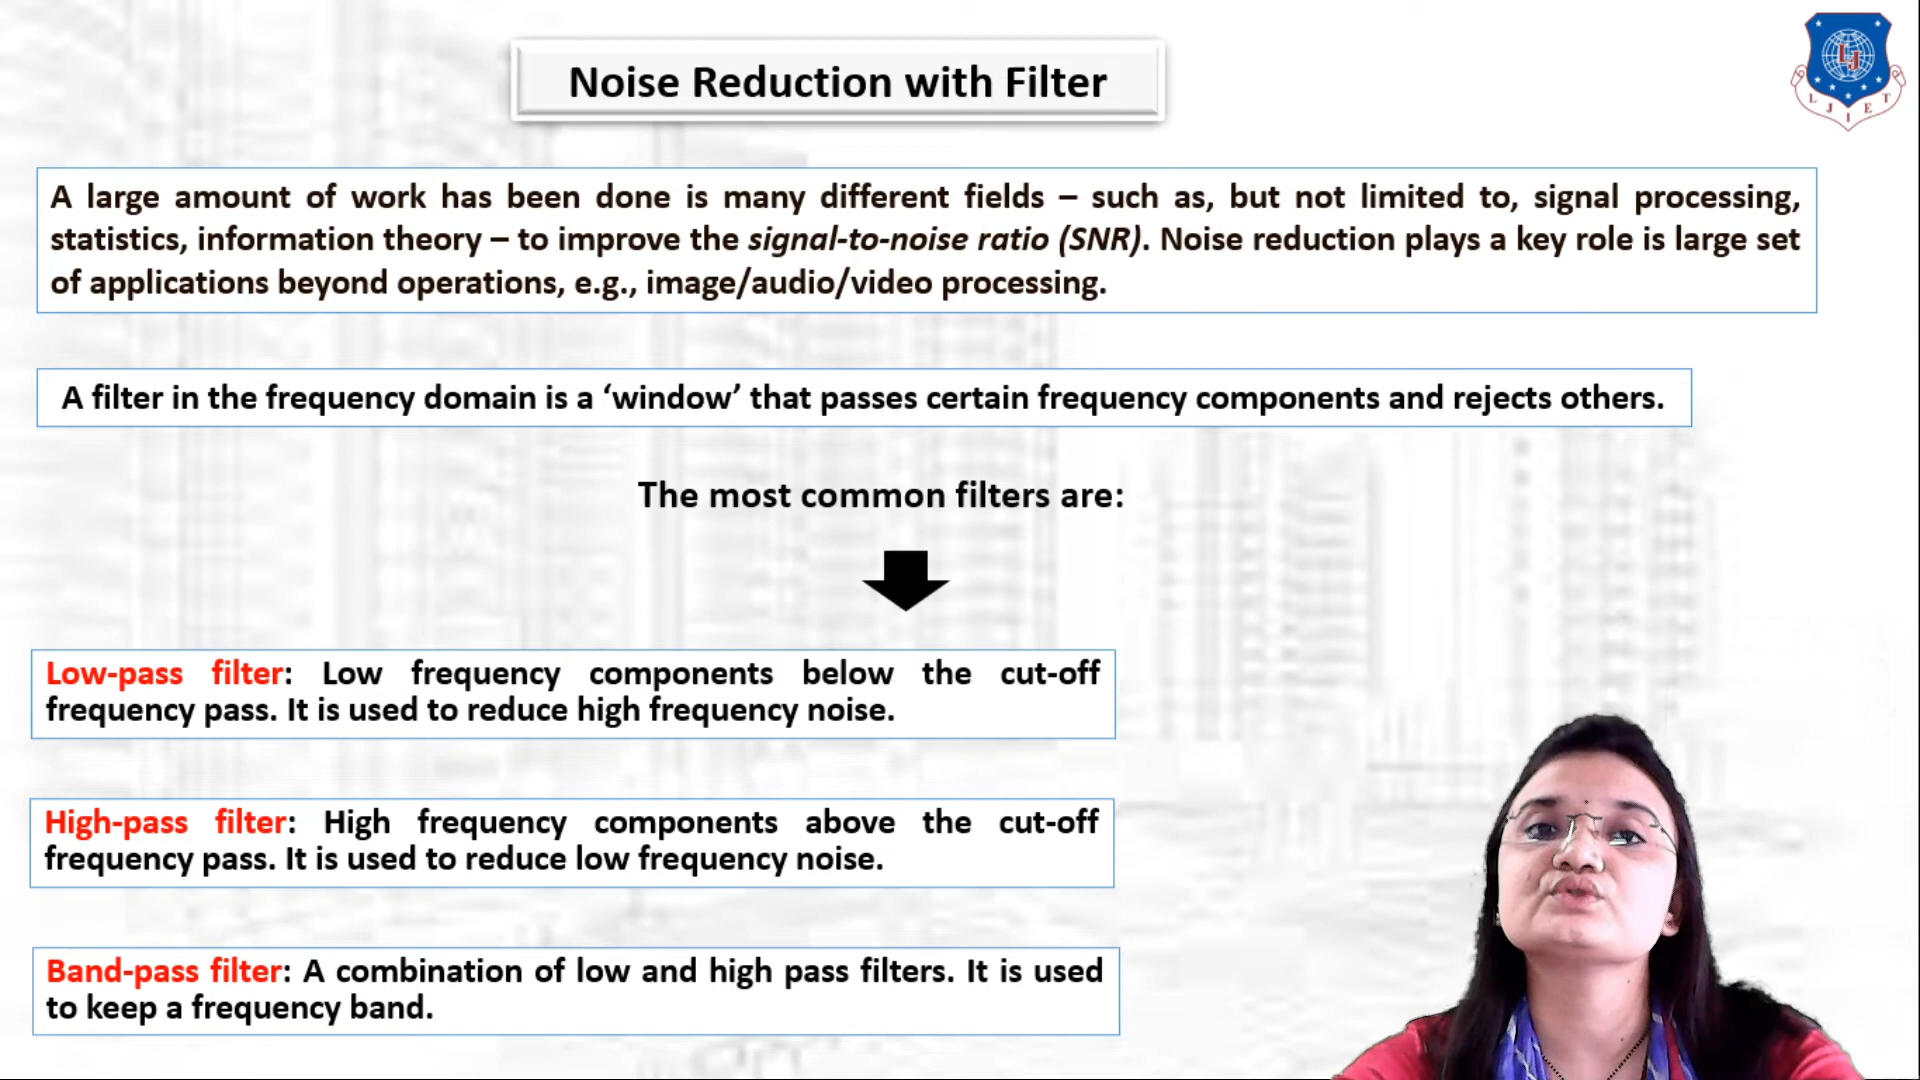 Noise Reduction with Filter
LJ
L J I E T
A large amount of work has been done is many different fields – such as, but not limited to, signal processing,
statistics, information theory – to improve the signal-to-noise ratio (SNR). Noise reduction plays a key role is large set
of applications beyond operations, e.g., image/audio/video processing.
A filter in the frequency domain is a ‘window’ that passes certain frequency components and rejects others.
The most common filters are:
Low-pass filter: Low frequency components below the cut-off
frequency pass. It is used to reduce high frequency noise.
High-pass filter: High frequency components above the cut-off
frequency pass. It is used to reduce low frequency noise.
Band-pass filter: A combination of low and high pass filters. It is used
to keep a frequency band.